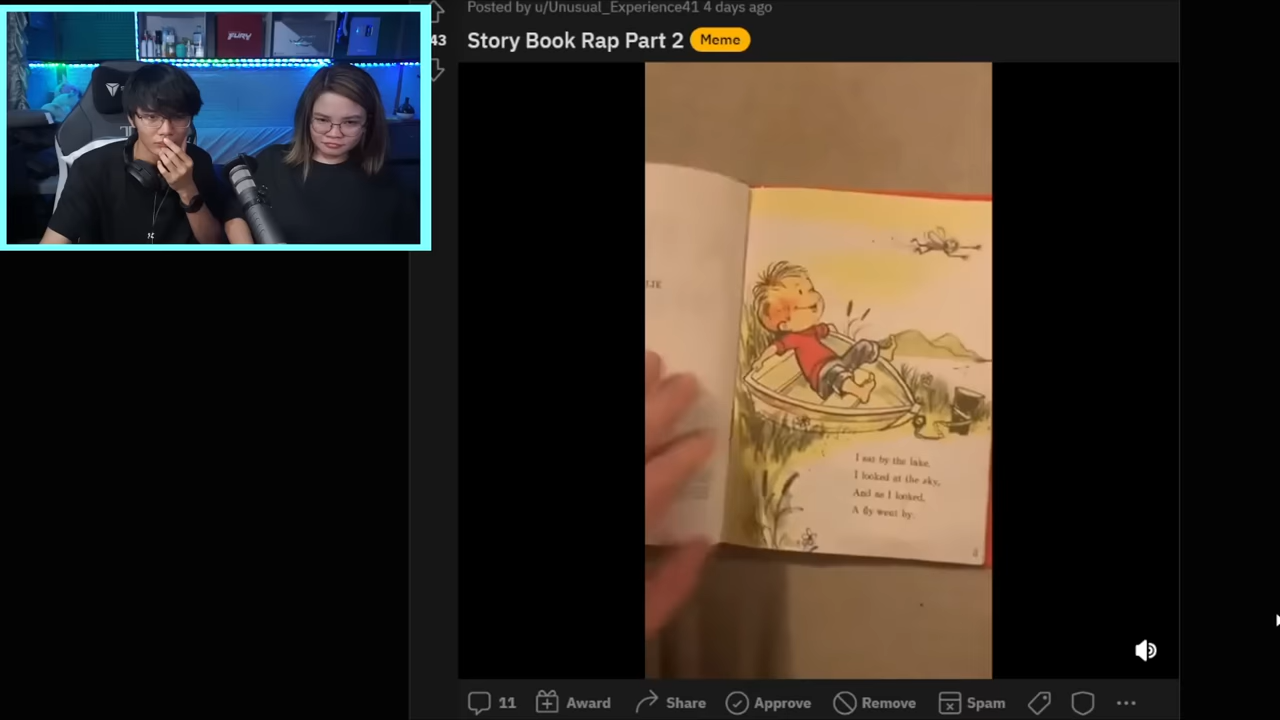 Posted by u/Unusual_Experience41 4 days ago
43
Story Book Rap Part 2
Meme
FURY
LIE
I sat by the lake.
I looked at the sky,
And as I looked,
A fly went by.
11
Award
Share
Approve
Remove
Spam